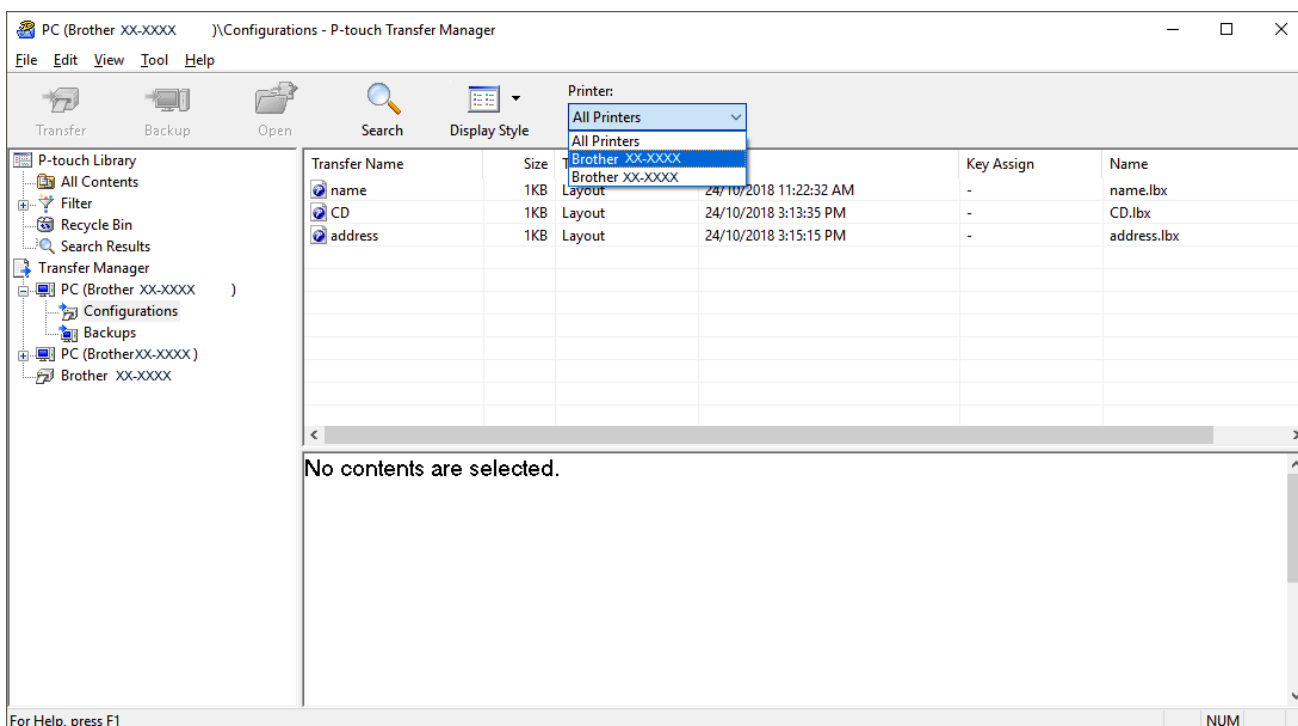 PC (Brother XX-XXXX )\Configurations - P-touch Transfer Manager
File Edit View Tool Help
Transfer Backup Open Search Display Style
Printer:
All Printers
All Printers
Brother XX-XXXX
Brother XX-XXXX
P-touch Library
All Contents
Filter
Recycle Bin
Search Results
Transfer Manager
PC (Brother XX-XXXX )
Configurations
Backups
PC (BrotherXX-XXXX)
Brother XX-XXXX
Transfer Name Size Key Assign Name
name 1KB Layout 24/10/2018 11:22:32 AM - name.lbx
CD 1KB Layout 24/10/2018 3:13:35 PM - CD.lbx
address 1KB Layout 24/10/2018 3:15:15 PM - address.lbx
No contents are selected.
For Help, press F1 NUM